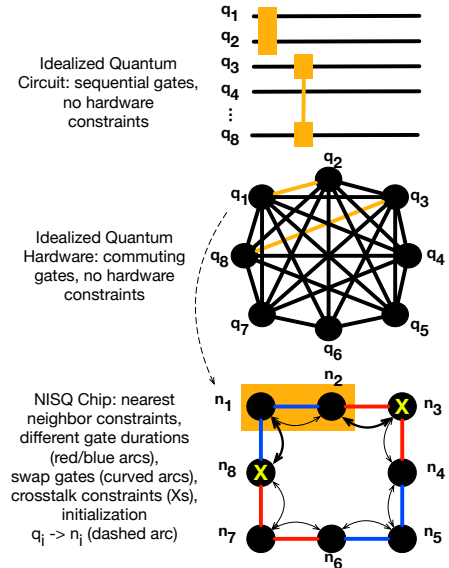 q1
q2
q3
q4
...
q8
Idealized Quantum
Circuit: sequential gates,
no hardware
constraints
q2
q1
q3
q8
q4
q7
q5
q6
Idealized Quantum
Hardware: commuting
gates, no hardware
constraints
n2
n1
X
n3
n8
X
n4
n7
n6
n5
NISQ Chip: nearest
neighbor constraints,
different gate durations
(red/blue arcs),
swap gates (curved arcs),
crosstalk constraints (Xs),
initialization
qi -> ni (dashed arc)